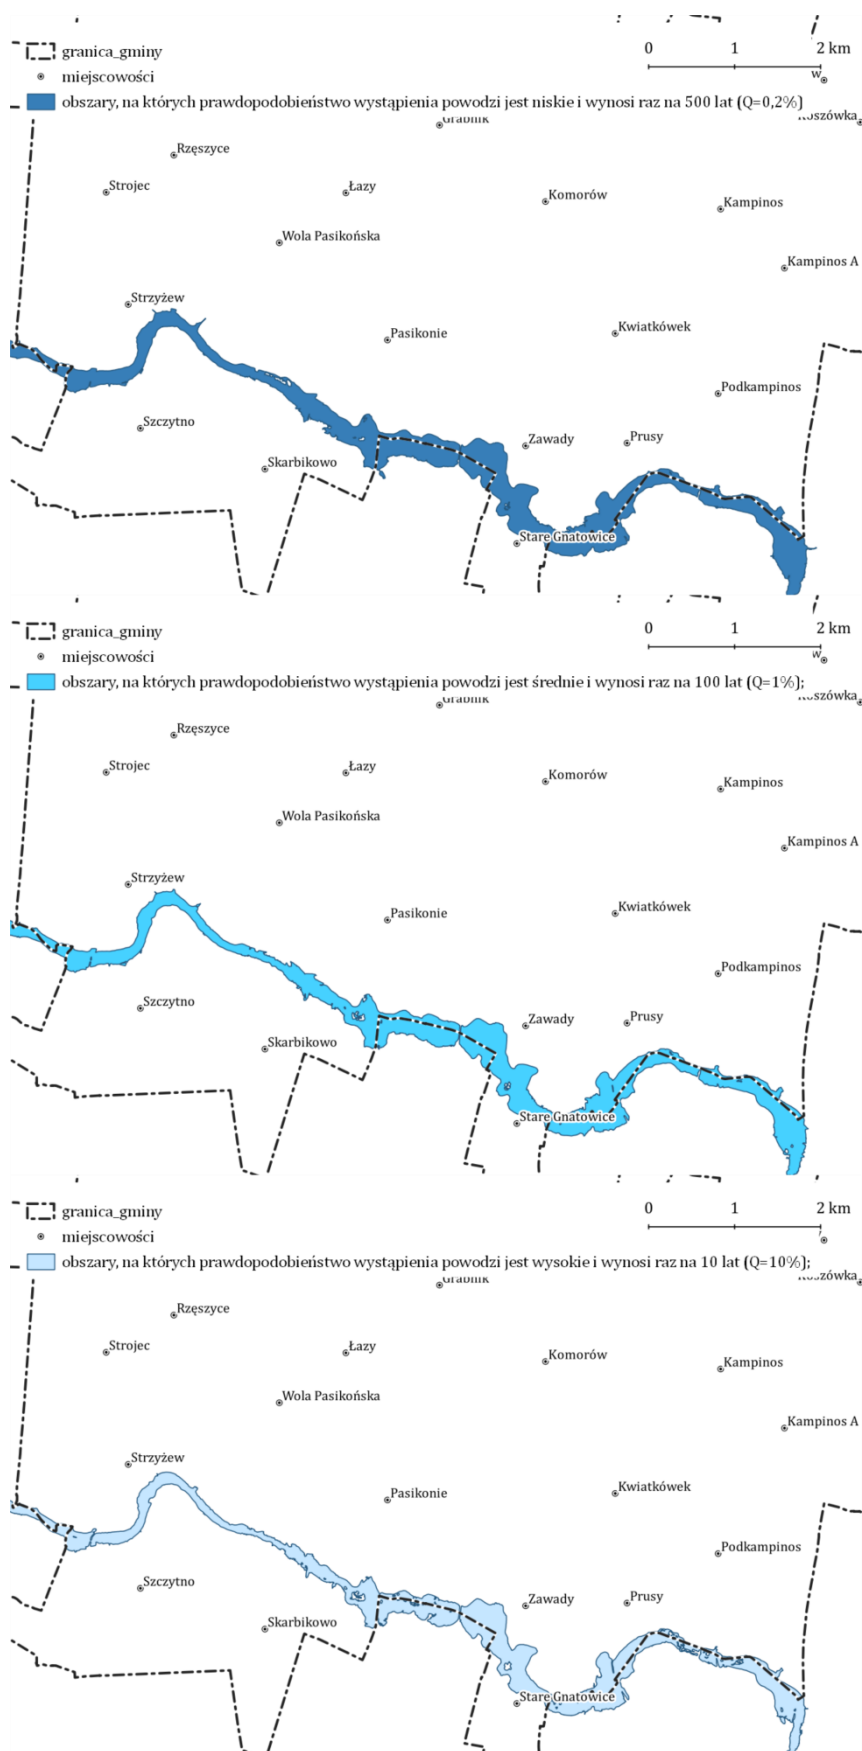 0 1 2 km
granica_gminy
miejscowości
obszary, na których prawdopodobieństwo wystąpienia powodzi jest niskie i wynosi raz na 500 lat (Q=0,2%)
Grabnik
Rzęszyce
Strojec
Łazy
Komorów
Kampinos
Wola Pasikońska
Kampinos A
Strzyżew
Pasikonie
Kwiatkówek
Podkampinos
Szczytno
Zawady
Prusy
Skarbikowo
Stare Gnatowice
0 1 2 km
granica_gminy
miejscowości
obszary, na których prawdopodobieństwo wystąpienia powodzi jest średnie i wynosi raz na 100 lat (Q=1%);
Grabnik
Rzęszyce
Strojec
Łazy
Komorów
Kampinos
Wola Pasikońska
Kampinos A
Strzyżew
Pasikonie
Kwiatkówek
Podkampinos
Szczytno
Zawady
Prusy
Skarbikowo
Stare Gnatowice
0 1 2 km
granica_gminy
miejscowości
obszary, na których prawdopodobieństwo wystąpienia powodzi jest wysokie i wynosi raz na 10 lat (Q=10%);
Grabnik
Rzęszyce
Strojec
Łazy
Komorów
Kampinos
Wola Pasikońska
Kampinos A
Strzyżew
Pasikonie
Kwiatkówek
Podkampinos
Szczytno
Zawady
Prusy
Skarbikowo
Stare Gnatowice